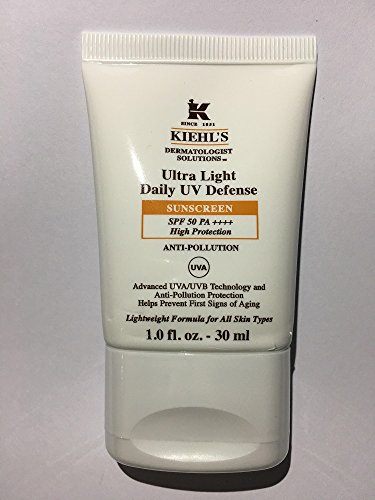 K
SINCE 1851
KIEHL'S
DERMATOLOGIST
SOLUTIONS™
Ultra Light
Daily UV Defense
SUNSCREEN
SPF 50 PA ++++
High Protection
ANTI-POLLUTION
UVA
Advanced UVA/UVB Technology and
Anti-Pollution Protection
Helps Prevent First Signs of Aging
Lightweight Formula for All Skin Types
1.0 fl. oz. - 30 ml